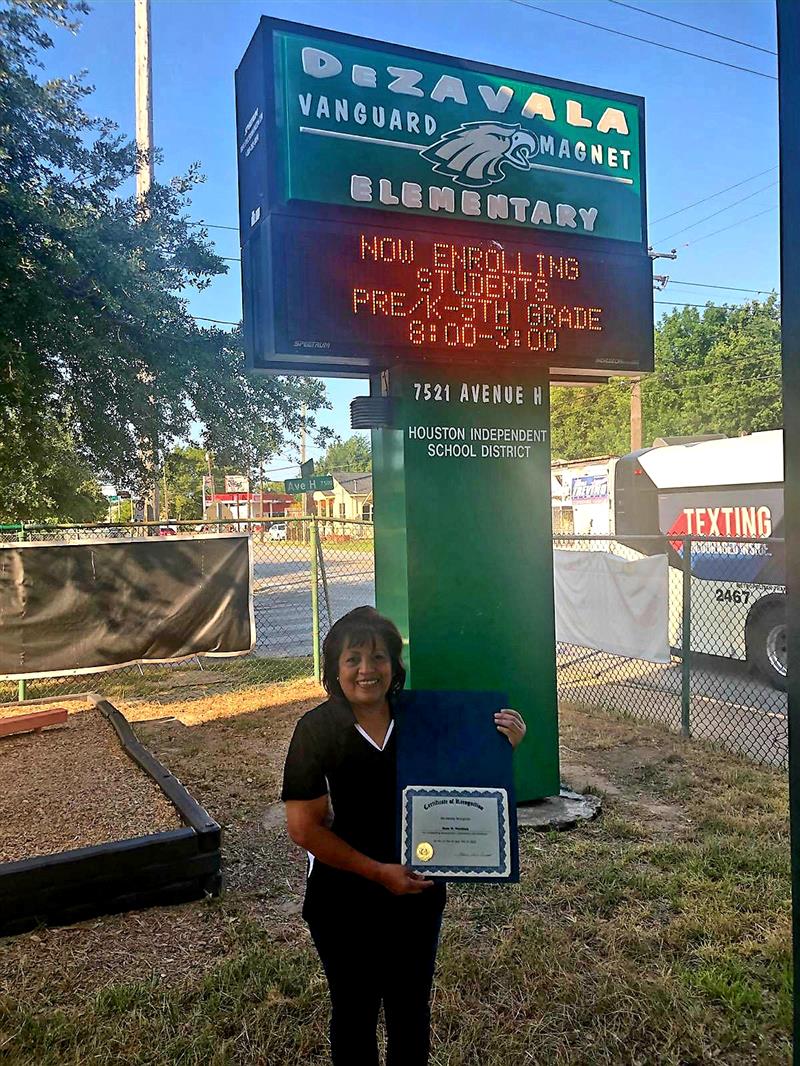 DeZAVALA
VANGUARD MAGNET
ELEMENTARY
NOW ENROLLING
STUDENTS
PRE/K-5TH GRADE
8:00-3:00
SPECTRUM
7521 AVENUE H
HOUSTON INDEPENDENT
SCHOOL DISTRICT
Ave H 7500
TEXTING
2467
Certificate of Recognition